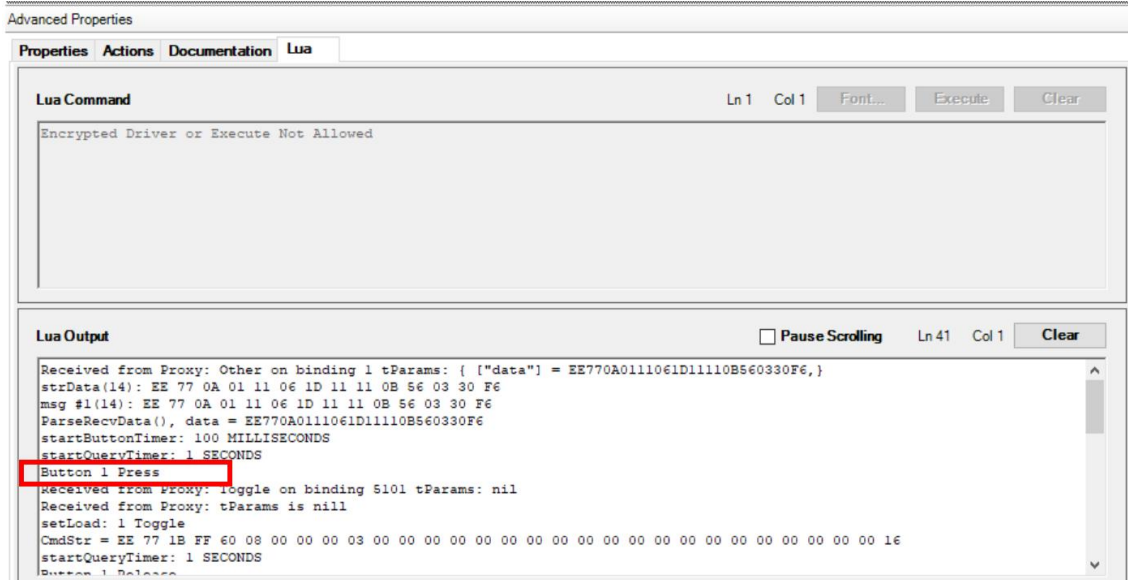 Advanced Properties
Properties Actions Documentation Lua
Lua Command Ln 1 Col 1 Font... Execute Clear
Encrypted Driver or Execute Not Allowed
Lua Output Pause Scrolling Ln 41 Col 1 Clear
Received from Proxy: Other on binding 1 tParams: { ["data"] = EE770A0111061D11110B560330F6,}
strData(14): EE 77 0A 01 11 06 1D 11 11 0B 56 03 30 F6
msg #1(14): EE 77 0A 01 11 06 1D 11 11 0B 56 03 30 F6
ParseRecvData(), data = EE770A0111061D11110B560330F6
startButtonTimer: 100 MILLISECONDS
startQueryTimer: 1 SECONDS
Button 1 Press
Received from Proxy: Toggle on binding 5101 tParams: nil
Received from Proxy: tParams is nill
setLoad: 1 Toggle
CmdStr = EE 77 1B FF 60 08 00 00 00 03 00 00 00 00 00 00 00 00 00 00 00 00 00 00 00 00 00 00 00 00 16
startQueryTimer: 1 SECONDS
Button 1 Release